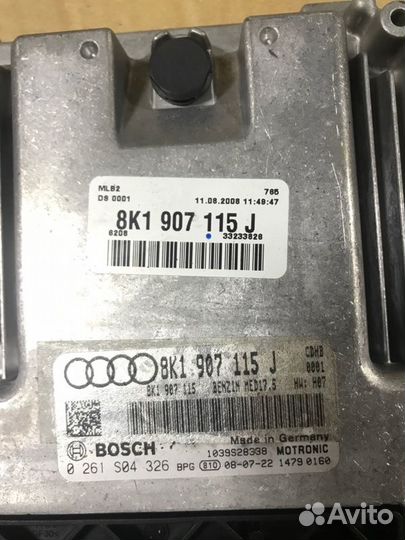 MLB2 765
DS 0001 11.08.2008 11:49:47
8K1 907 115 J
6208 33233826
8K1 907 115 J CDHB
0001
8K1 907 115 BENZIN MED17.5 HW: H07
Made in Germany
BOSCH 1039S28338 MOTRONIC
0 261 S04 326 BPG 810 08-07-22 1479 0160
Avito